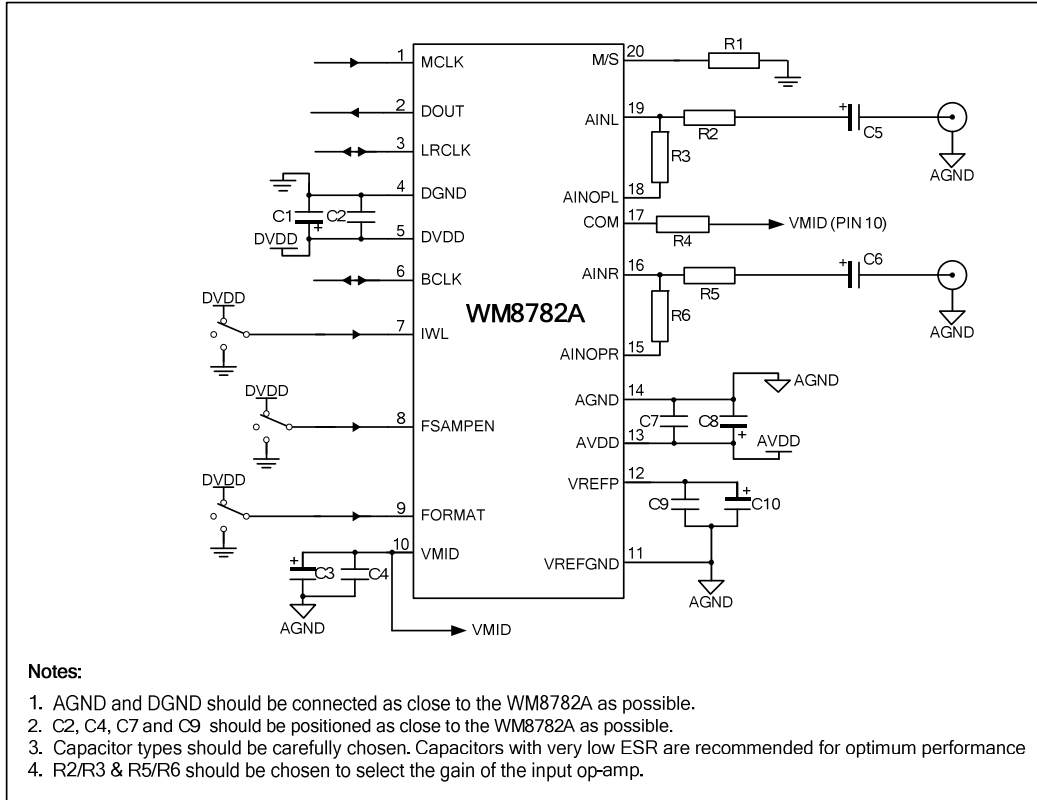 R1
1 MCLK M/S 20
2 DOUT AINL 19
R2 + C5
3 LRCLK R3 AGND
4 DGND AINOPL 18
C1 C2 + COM 17 VMID (PIN 10)
DVDD 5 DVDD R4
6 BCLK AINR 16 + C6
DVDD R5
WM8782A R6 AGND
7 IWL
AINOPR 15
AGND 14 AGND
DVDD C7 C8 +
8 FSAMPEN AVDD 13 AVDD
VREFP 12
DVDD C9 + C10
9 FORMAT
10 VMID VREFGND 11
+ C3 C4
AGND AGND
VMID
Notes:
1. AGND and DGND should be connected as close to the WM8782A as possible.
2. C2, C4, C7 and C9 should be positioned as close to the WM8782A as possible.
3. Capacitor types should be carefully chosen. Capacitors with very low ESR are recommended for optimum performance
4. R2/R3 & R5/R6 should be chosen to select the gain of the input op-amp.